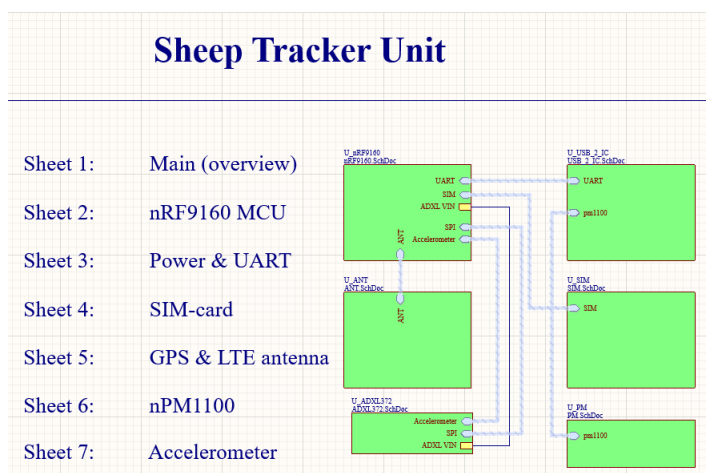 Sheep Tracker Unit
Sheet 1: Main (overview)
Sheet 2: nRF9160 MCU
Sheet 3: Power & UART
Sheet 4: SIM-card
Sheet 5: GPS & LTE antenna
Sheet 6: nPM1100
Sheet 7: Accelerometer
U_nRF9160
nRF9160.SchDoc
UART
SIM
ADXL VIN
SPI
Accelerometer
ANT
U_USB_2_IC
USB_2_IC.SchDoc
UART
pm1100
U_ANT
ANT.SchDoc
ANT
U_SIM
SIM.SchDoc
SIM
U_ADXL372
ADXL372.SchDoc
Accelerometer
SPI
ADXL VIN
U_PM
PM.SchDoc
pm1100